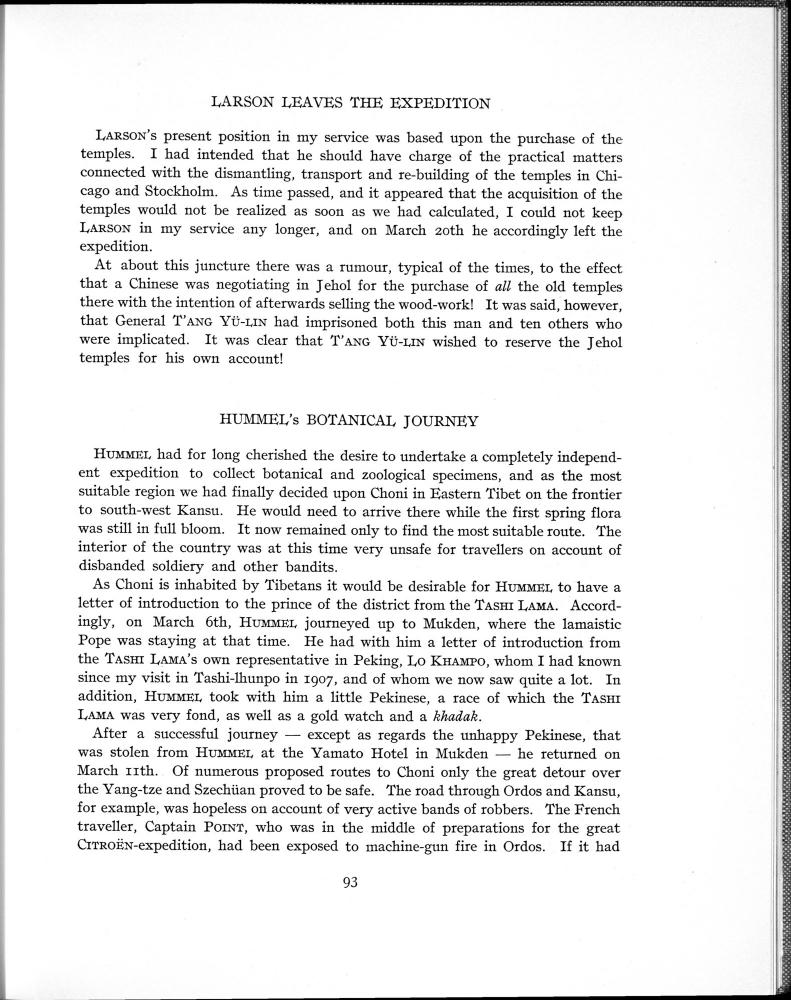 LARSON LEAVES THE EXPEDITION
LARSON's present position in my service was based upon the purchase of the
temples. I had intended that he should have charge of the practical matters
connected with the dismantling, transport and re-building of the temples in Chi-
cago and Stockholm. As time passed, and it appeared that the acquisition of the
temples would not be realized as soon as we had calculated, I could not keep
LARSON in my service any longer, and on March 20th he accordingly left the
expedition.
At about this juncture there was a rumour, typical of the times, to the effect
that a Chinese was negotiating in Jehol for the purchase of all the old temples
there with the intention of afterwards selling the wood-work! It was said, however,
that General T'ANG YÜ-LIN had imprisoned both this man and ten others who
were implicated. It was clear that T'ANG YÜ-LIN wished to reserve the Jehol
temples for his own account!
HUMMEL's BOTANICAL JOURNEY
HUMMEL had for long cherished the desire to undertake a completely independ-
ent expedition to collect botanical and zoological specimens, and as the most
suitable region we had finally decided upon Choni in Eastern Tibet on the frontier
to south-west Kansu. He would need to arrive there while the first spring flora
was still in full bloom. It now remained only to find the most suitable route. The
interior of the country was at this time very unsafe for travellers on account of
disbanded soldiery and other bandits.
As Choni is inhabited by Tibetans it would be desirable for HUMMEL to have a
letter of introduction to the prince of the district from the TASHI LAMA. Accord-
ingly, on March 6th, HUMMEL journeyed up to Mukden, where the lamaistic
Pope was staying at that time. He had with him a letter of introduction from
the TASHI LAMA's own representative in Peking, LO KHAMPO, whom I had known
since my visit in Tashi-lhunpo in 1907, and of whom we now saw quite a lot. In
addition, HUMMEL took with him a little Pekinese, a race of which the TASHI
LAMA was very fond, as well as a gold watch and a khadak.
After a successful journey — except as regards the unhappy Pekinese, that
was stolen from HUMMEL at the Yamato Hotel in Mukden — he returned on
March 11th. Of numerous proposed routes to Choni only the great detour over
the Yang-tze and Szechüan proved to be safe. The road through Ordos and Kansu,
for example, was hopeless on account of very active bands of robbers. The French
traveller, Captain POINT, who was in the middle of preparations for the great
CITROËN-expedition, had been exposed to machine-gun fire in Ordos. If it had
93